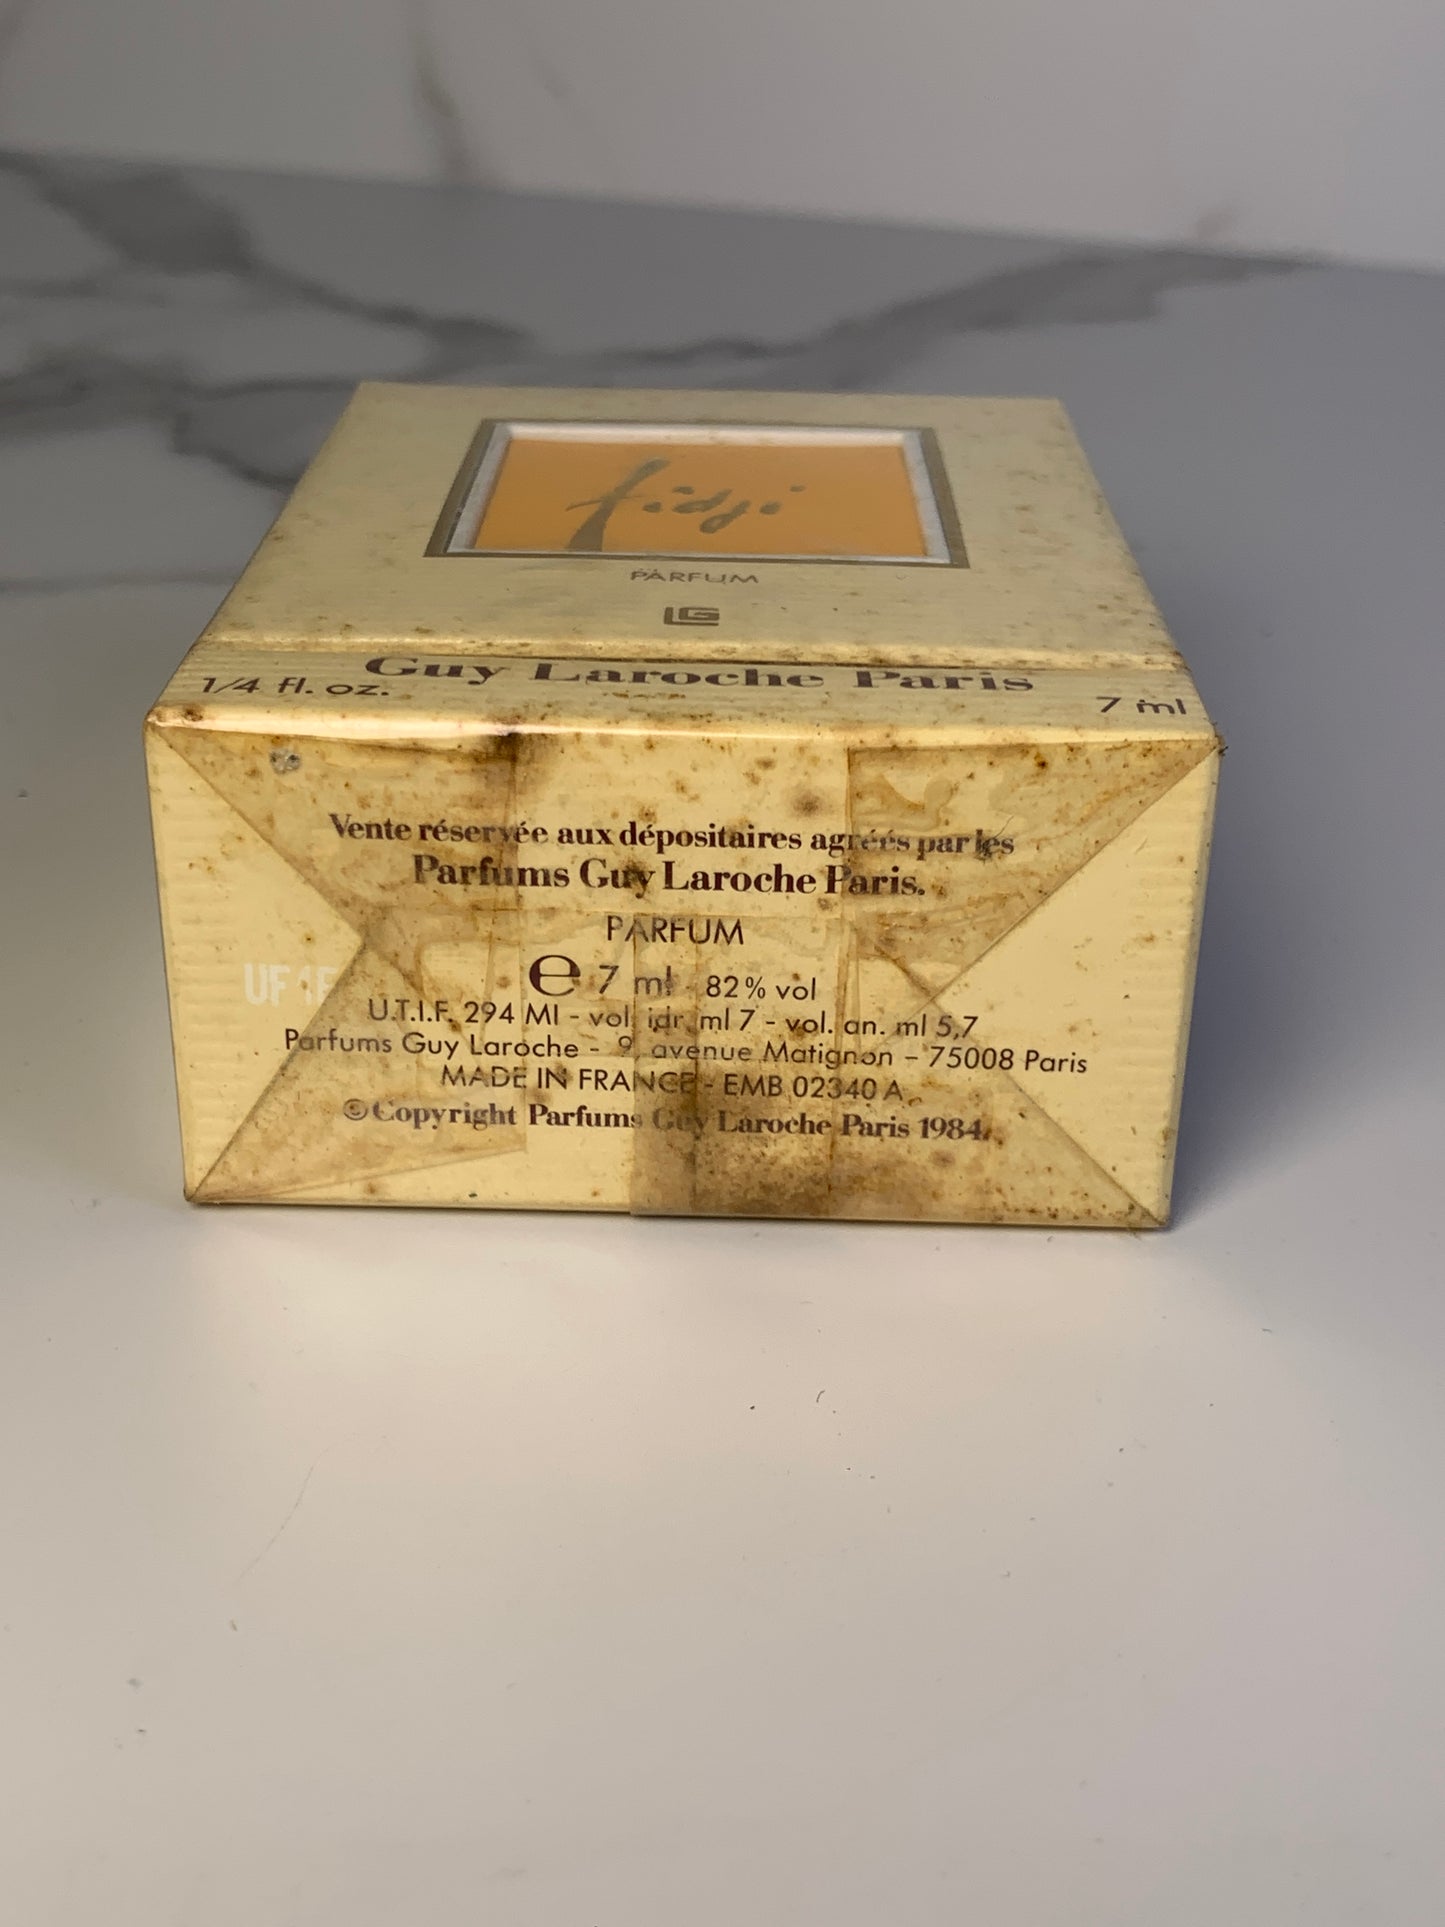 fidji
PARFUM
LG
Guy Laroche Paris
1/4 fl. oz.
7 ml
Vente réservée aux dépositaires agréés par les
Parfums Guy Laroche Paris.
PARFUM
e 7 ml - 82% vol
U.T.I.F. 294 MI - vol. idr. ml 7 - vol. an. ml 5,7
Parfums Guy Laroche - 9, avenue Matignon – 75008 Paris
MADE IN FRANCE - EMB 02340 A
©Copyright Parfums Guy Laroche Paris 1984.